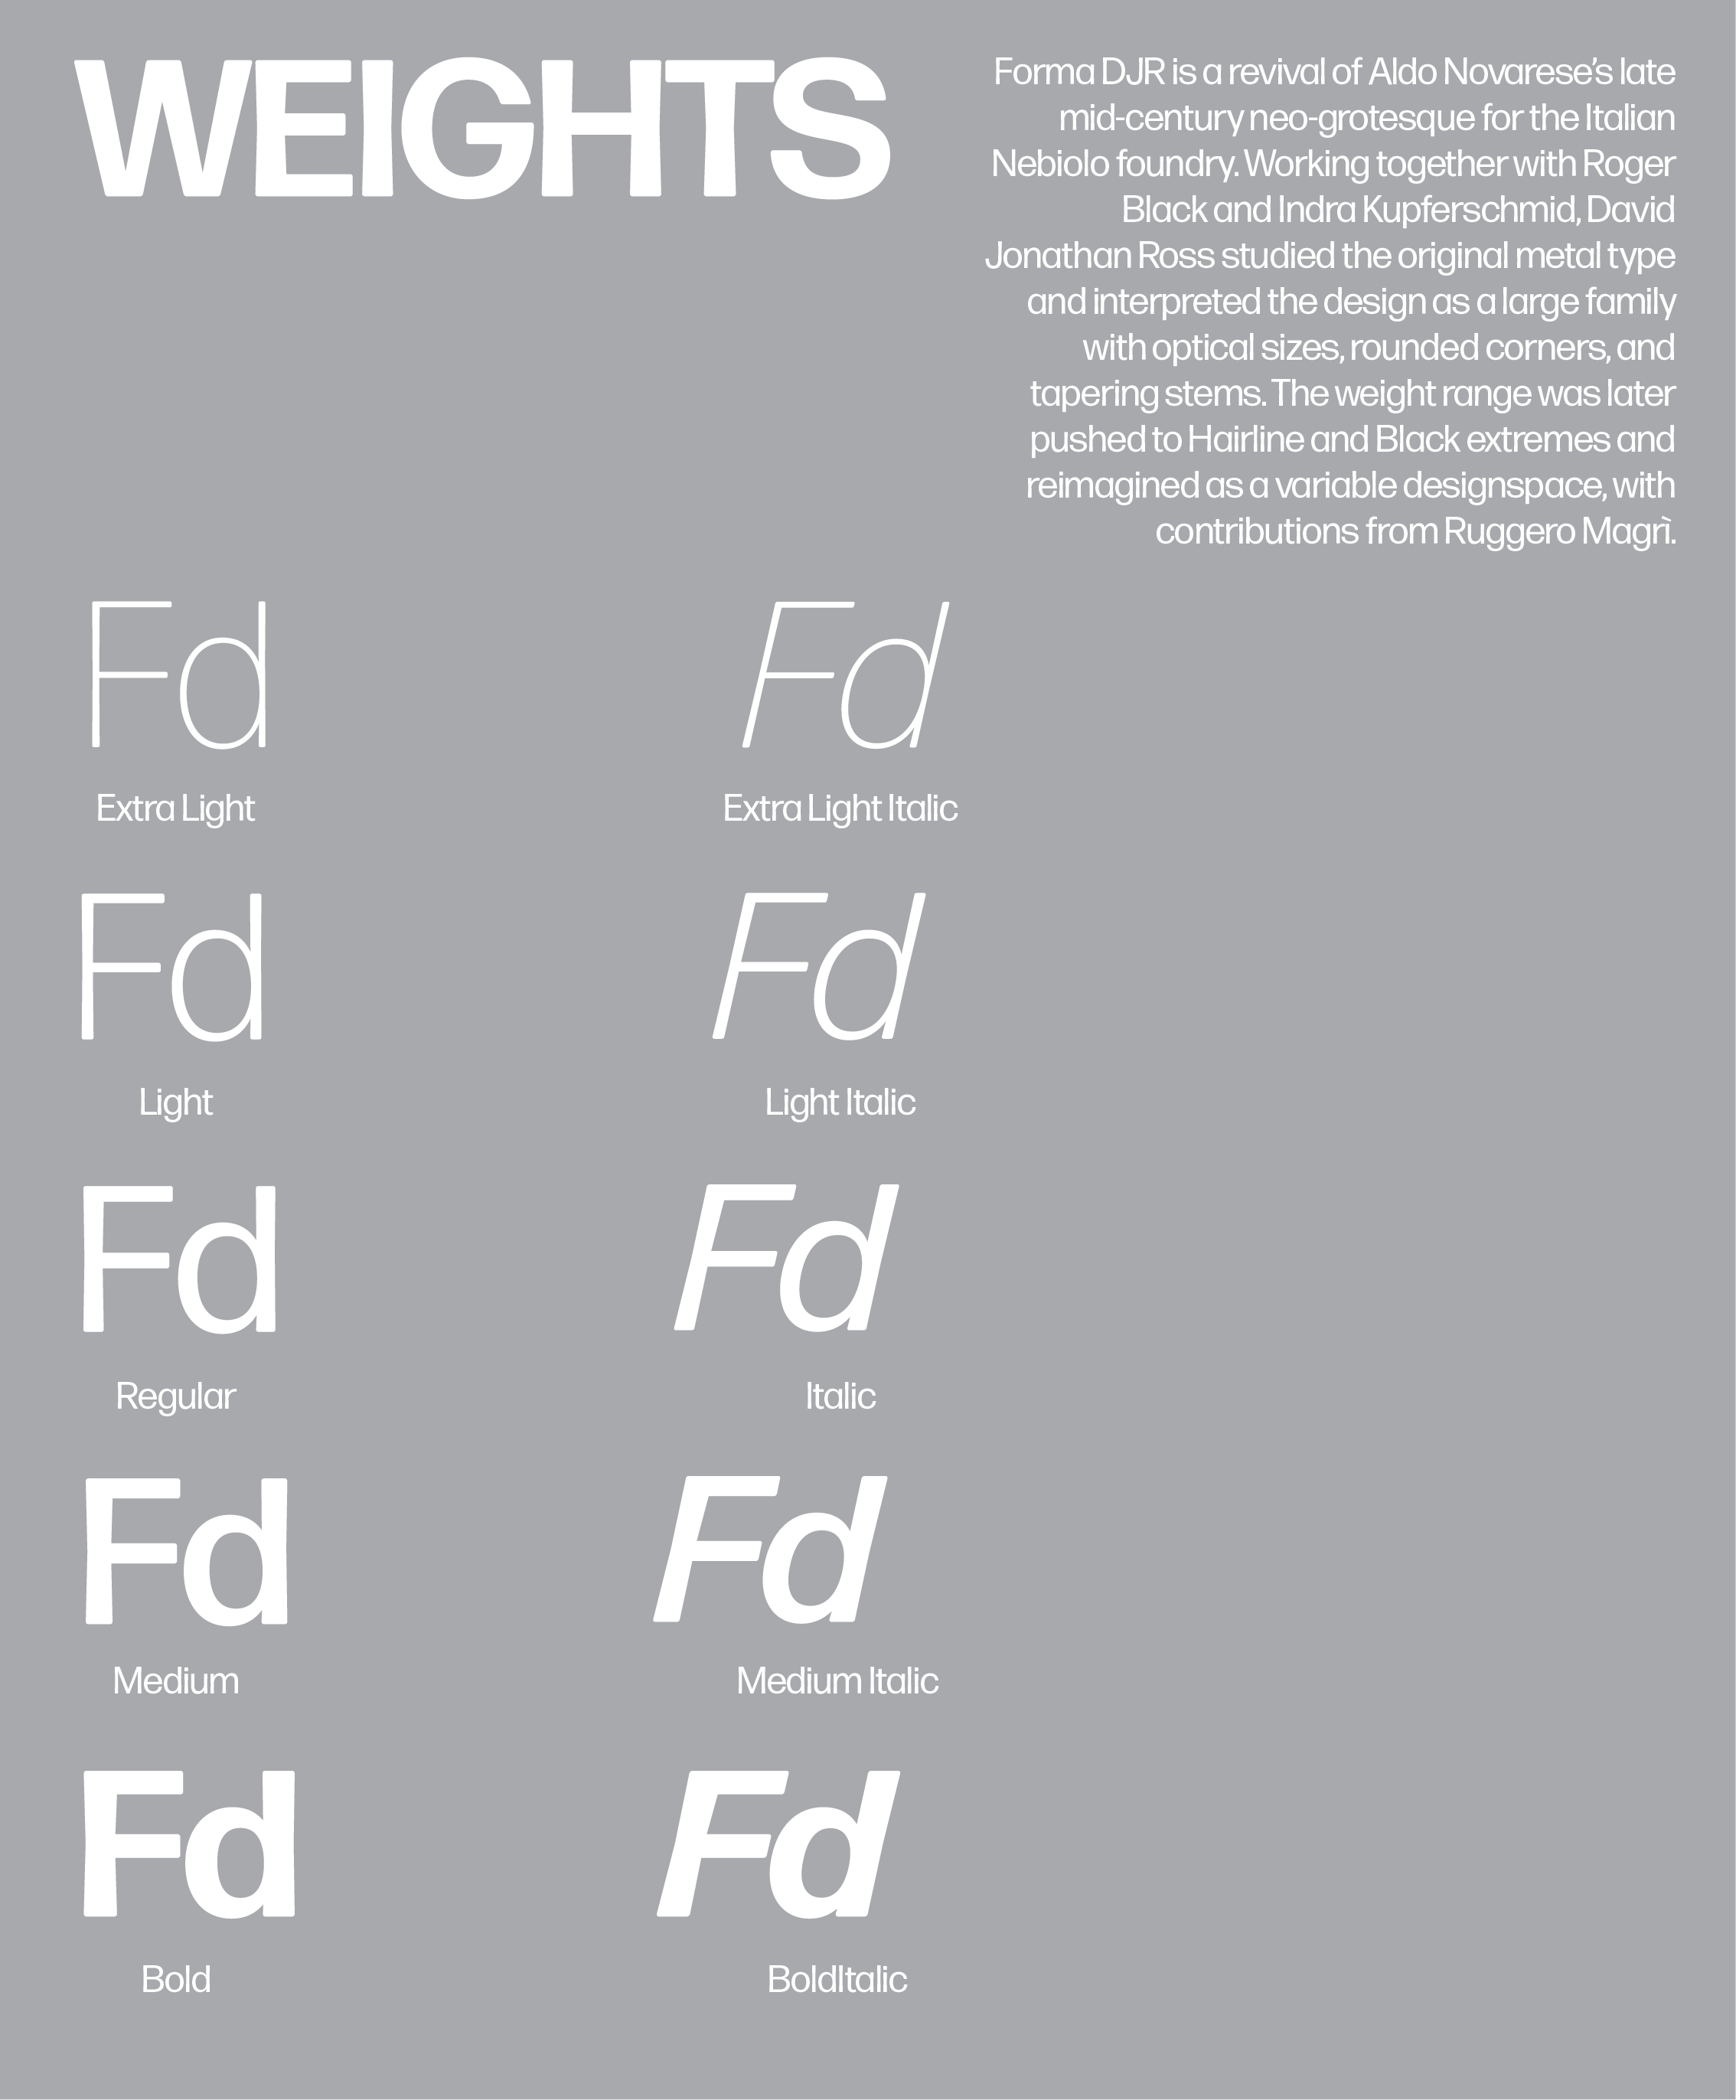 WEIGHTS
Forma DJR is a revival of Aldo Novarese’s late
mid-century neo-grotesque for the Italian
Nebiolo foundry. Working together with Roger
Black and Indra Kupferschmid, David
Jonathan Ross studied the original metal type
and interpreted the design as a large family
with optical sizes, rounded corners, and
tapering stems. The weight range was later
pushed to Hairline and Black extremes and
reimagined as a variable designspace, with
contributions from Ruggero Magrì.
Fd Fd
Extra Light Extra Light Italic
Fd Fd
Light Light Italic
Fd Fd
Regular Italic
Fd Fd
Medium Medium Italic
Fd Fd
Bold BoldItalic